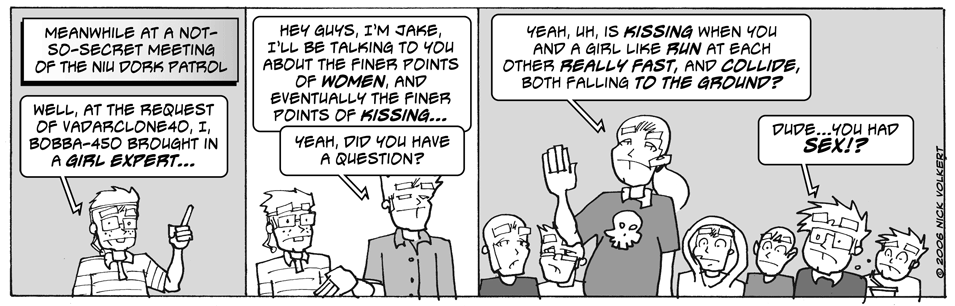 MEANWHILE AT A NOT-
SO-SECRET MEETING
OF THE NIU DORK PATROL
WELL, AT THE REQUEST
OF VADARCLONE40, I,
BOBBA-450 BROUGHT IN
A GIRL EXPERT...
HEY GUYS, I'M JAKE,
I'LL BE TALKING TO YOU
ABOUT THE FINER POINTS
OF WOMEN, AND
EVENTUALLY THE FINER
POINTS OF KISSING...
YEAH, DID YOU HAVE
A QUESTION?
YEAH, UH, IS KISSING WHEN YOU
AND A GIRL LIKE RUN AT EACH
OTHER REALLY FAST, AND COLLIDE,
BOTH FALLING TO THE GROUND?
DUDE...YOU HAD
SEX!?
© 2006 NICK VOLKERT